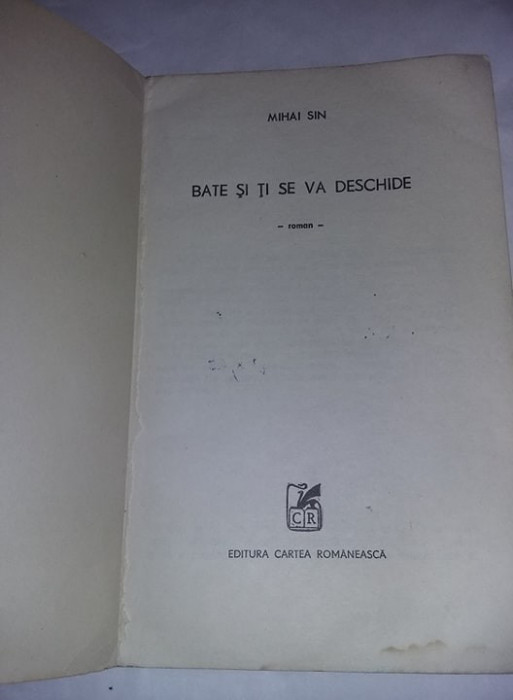 MIHAI SIN
BATE ȘI ȚI SE VA DESCHIDE
– roman –
CR
EDITURA CARTEA ROMÂNEASCĂ